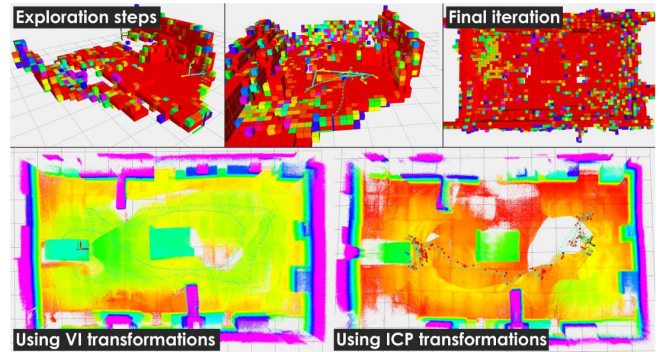 Exploration steps
Final iteration
Using VI transformations
Using ICP transformations